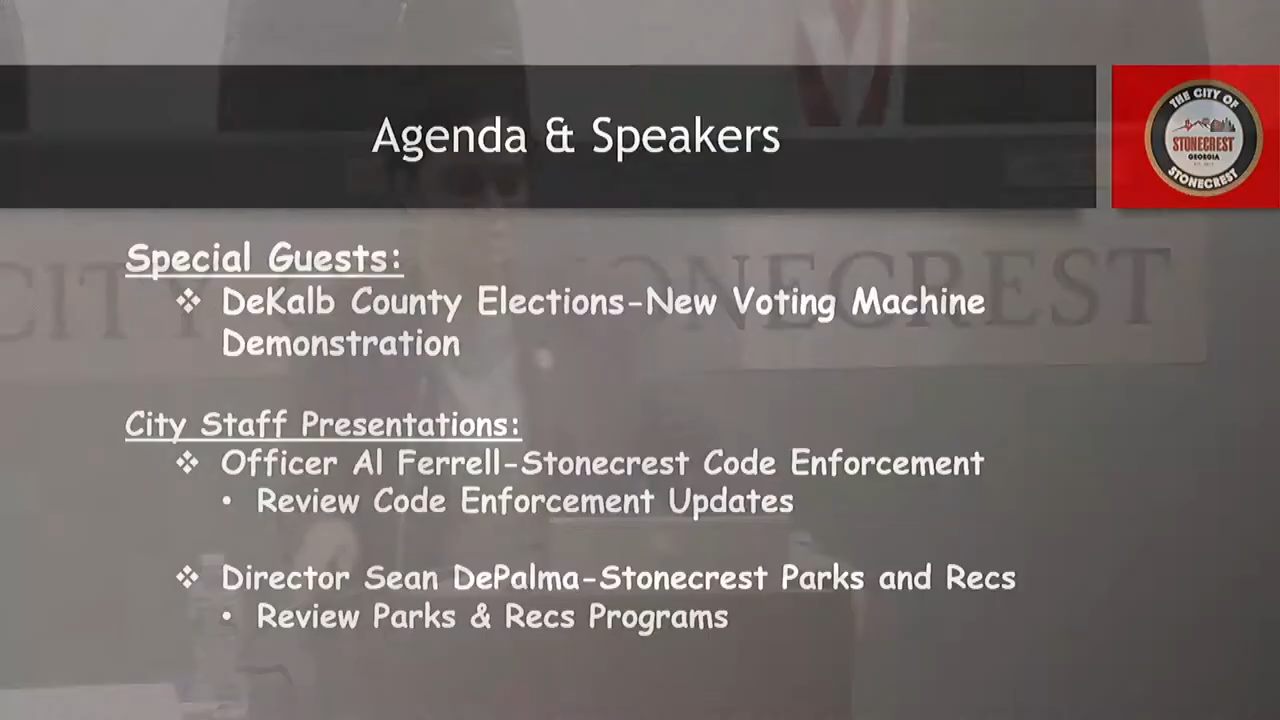 Agenda & Speakers
THE CITY OF
STONECREST
GEORGIA
STONECREST
Special Guests:
❖ DeKalb County Elections-New Voting Machine
Demonstration
CITY
STONECREST
City Staff Presentations:
❖ Officer Al Ferrell-Stonecrest Code Enforcement
• Review Code Enforcement Updates
❖ Director Sean DePalma-Stonecrest Parks and Recs
• Review Parks & Recs Programs